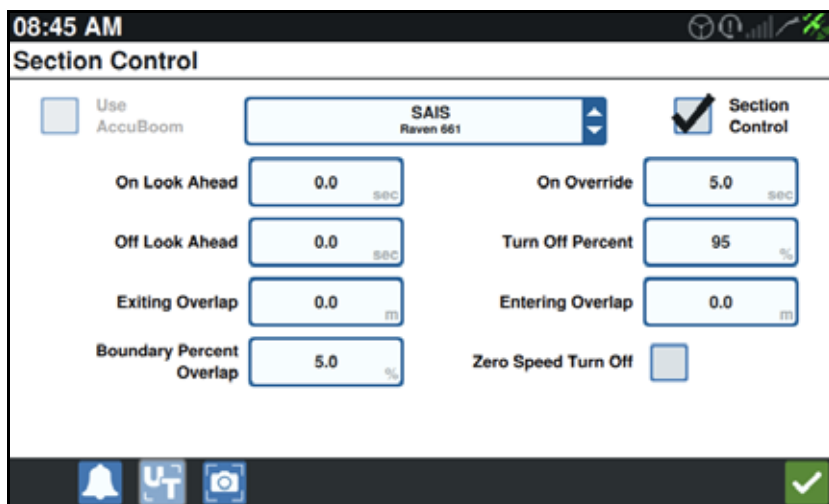 08:45 AM
Section Control
Use
AccuBoom
SAIS
Raven 661
Section
Control
On Look Ahead
0.0
sec
On Override
5.0
sec
Off Look Ahead
0.0
sec
Turn Off Percent
95
%
Exiting Overlap
0.0
m
Entering Overlap
0.0
m
Boundary Percent
Overlap
5.0
%
Zero Speed Turn Off
UT